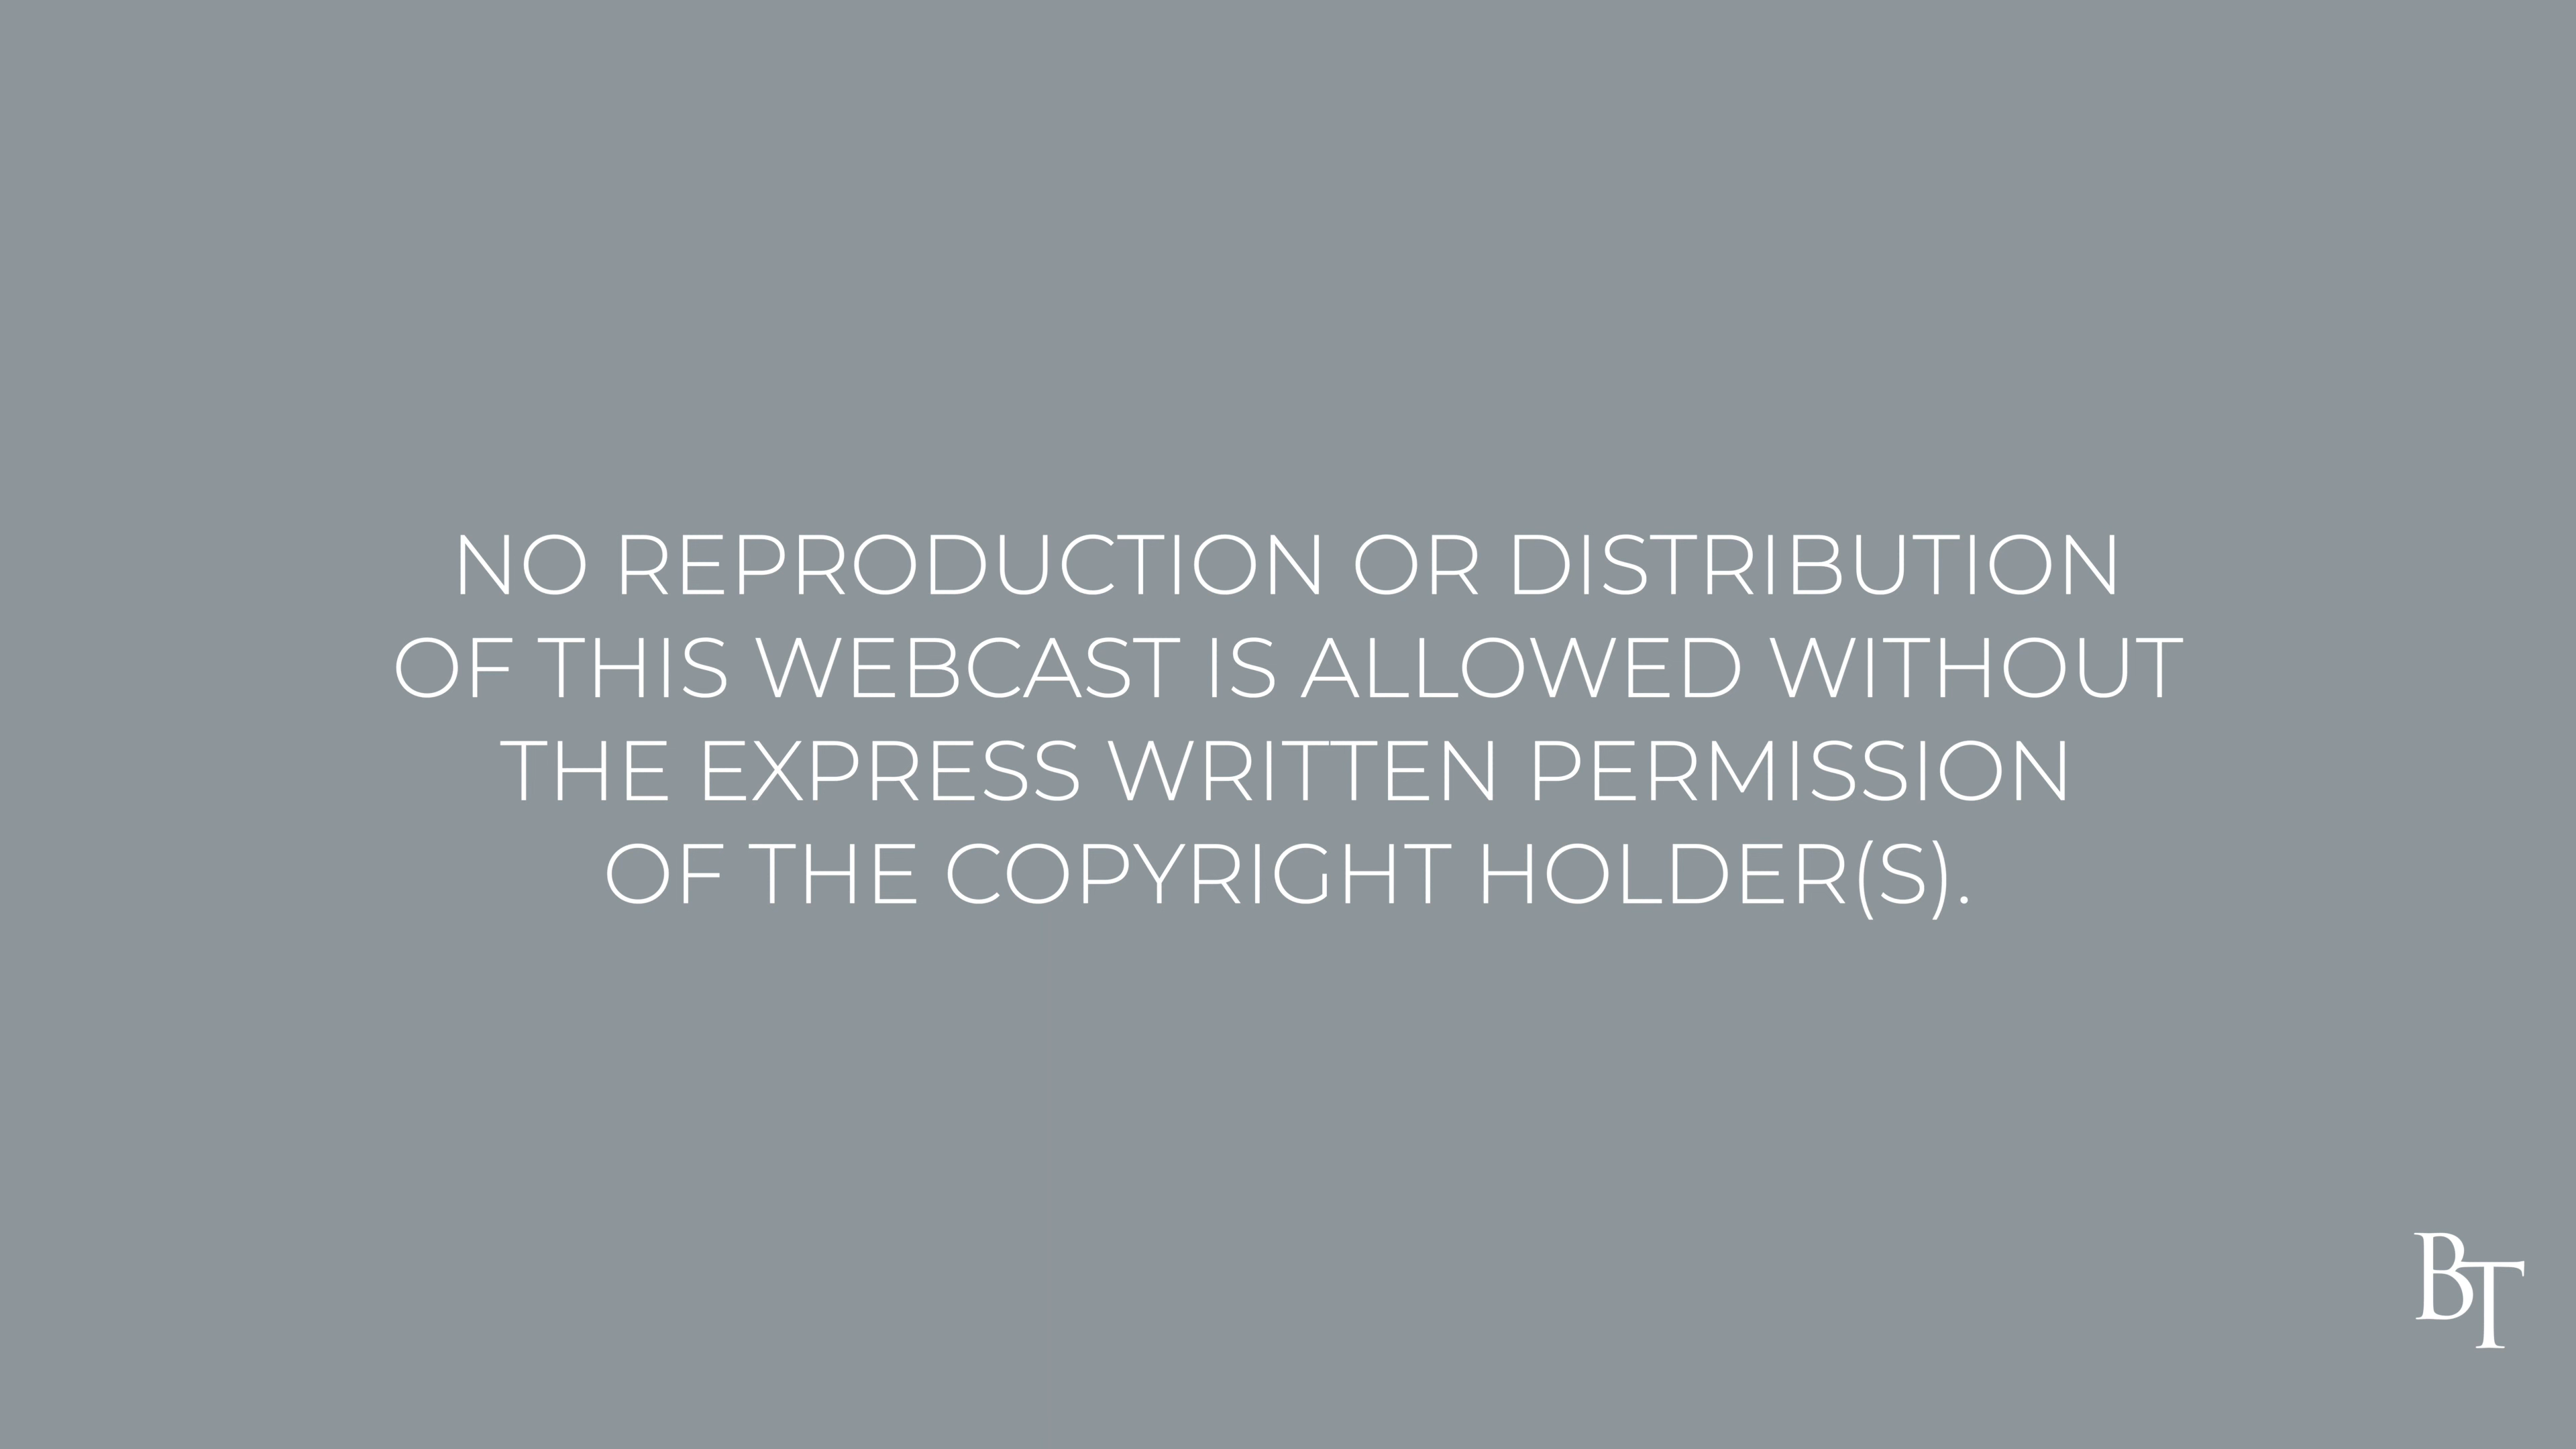 NO REPRODUCTION OR DISTRIBUTION
OF THIS WEBCAST IS ALLOWED WITHOUT
THE EXPRESS WRITTEN PERMISSION
OF THE COPYRIGHT HOLDER(S).
BT